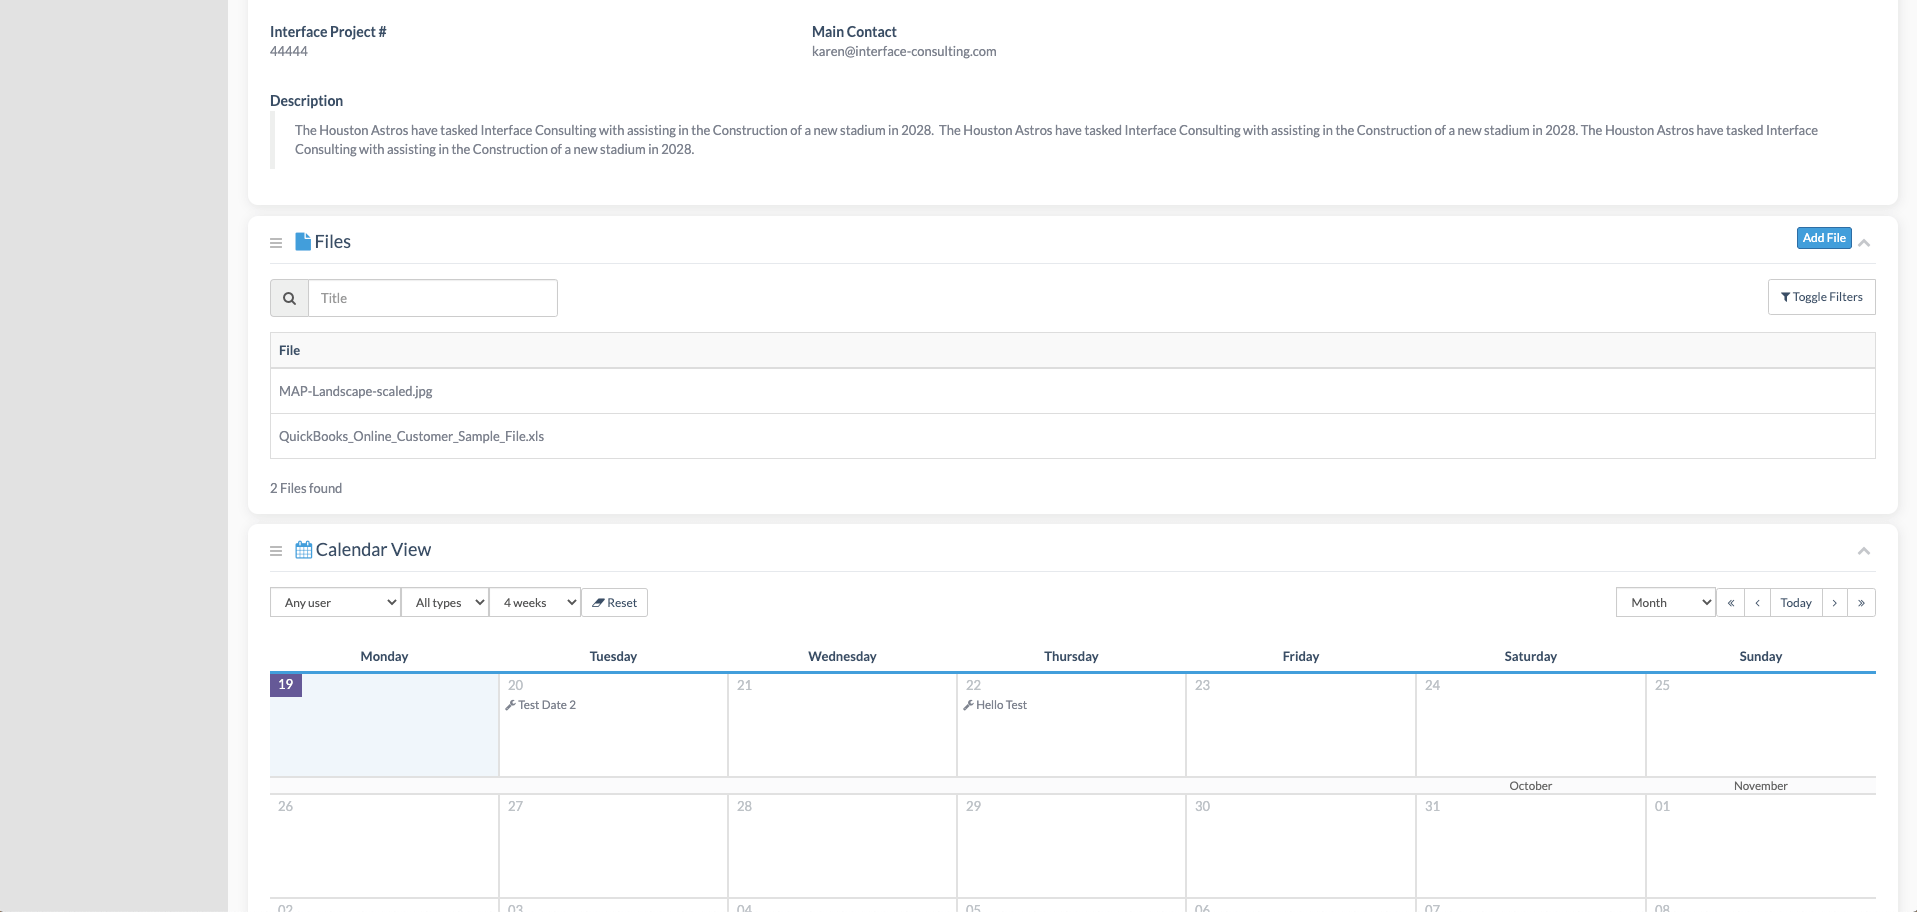 Interface Project #
44444
Main Contact
karen@interface-consulting.com
Description
The Houston Astros have tasked Interface Consulting with assisting in the Construction of a new stadium in 2028.  The Houston Astros have tasked Interface Consulting with assisting in the Construction of a new stadium in 2028. The Houston Astros have tasked Interface
Consulting with assisting in the Construction of a new stadium in 2028.
Files
Add File
Title
Toggle Filters
File
MAP-Landscape-scaled.jpg
QuickBooks_Online_Customer_Sample_File.xls
2 Files found
Calendar View
Any user All types 4 weeks Reset
Month « ‹ Today › »
Monday Tuesday Wednesday Thursday Friday Saturday Sunday
19 20 21 22 23 24 25
Test Date 2 Hello Test
October November
26 27 28 29 30 31 01
02 03 04 05 06 07 08